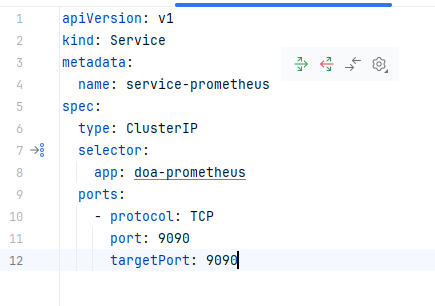 1 apiVersion: v1
2 kind: Service
3 metadata:
4   name: service-prometheus
5 spec:
6   type: ClusterIP
7   selector:
8     app: doa-prometheus
9   ports:
10     - protocol: TCP
11       port: 9090
12       targetPort: 9090